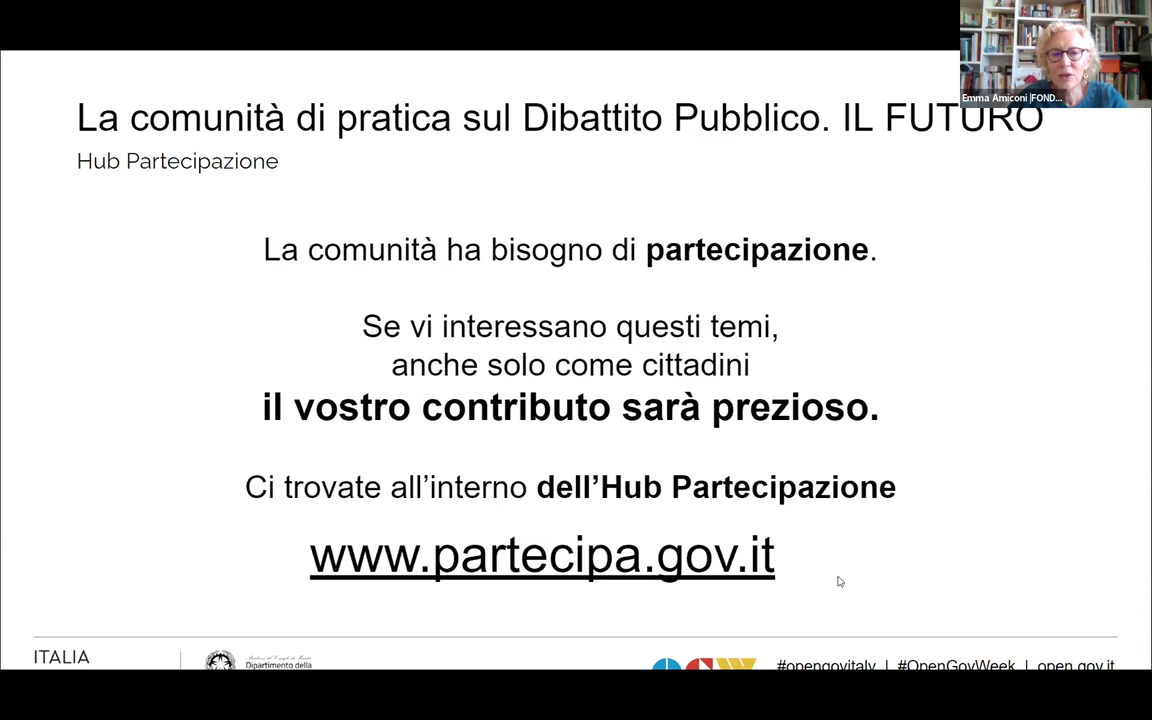 Emma Amiconi |FOND...
La comunità di pratica sul Dibattito Pubblico. IL FUTURO
Hub Partecipazione
La comunità ha bisogno di partecipazione.
Se vi interessano questi temi,
anche solo come cittadini
il vostro contributo sarà prezioso.
Ci trovate all’interno dell’Hub Partecipazione
www.partecipa.gov.it
ITALIA
Dipartimento della
#opengovitaly | #OpenGovWeek | open.gov.it